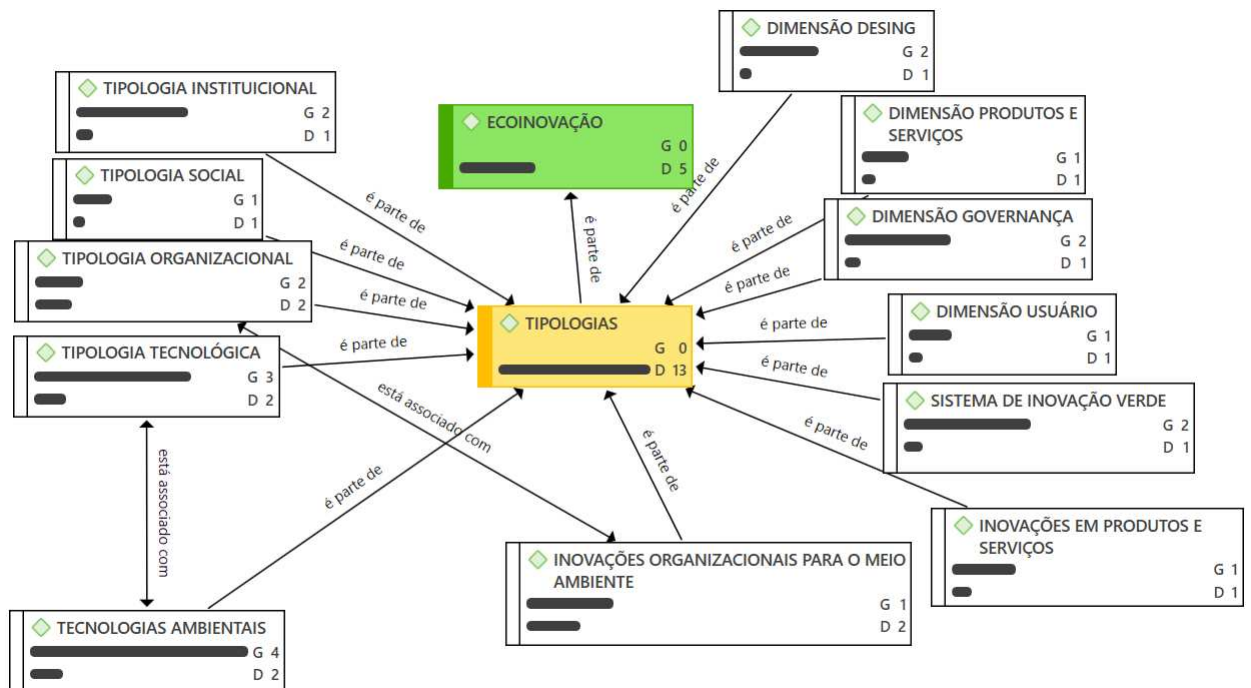 DIMENSÃO DESING
G 2
D 1
TIPOLOGIA INSTITUICIONAL
G 2
D 1
ECOINOVAÇÃO
G 0
D 5
DIMENSÃO PRODUTOS E
SERVIÇOS
G 1
D 1
TIPOLOGIA SOCIAL
G 1
D 1
DIMENSÃO GOVERNANÇA
G 2
D 1
TIPOLOGIA ORGANIZACIONAL
G 2
D 2
TIPOLOGIAS
G 0
D 13
DIMENSÃO USUÁRIO
G 1
D 1
TIPOLOGIA TECNOLÓGICA
G 3
D 2
SISTEMA DE INOVAÇÃO VERDE
G 2
D 1
INOVAÇÕES EM PRODUTOS E
SERVIÇOS
G 1
D 1
INOVAÇÕES ORGANIZACIONAIS PARA O MEIO
AMBIENTE
G 1
D 2
TECNOLOGIAS AMBIENTAIS
G 4
D 2
é parte de
é parte de
é parte de
é parte de
é parte de
é parte de
é parte de
é parte de
é parte de
é parte de
é parte de
é parte de
é parte de
está associado com
está associado com